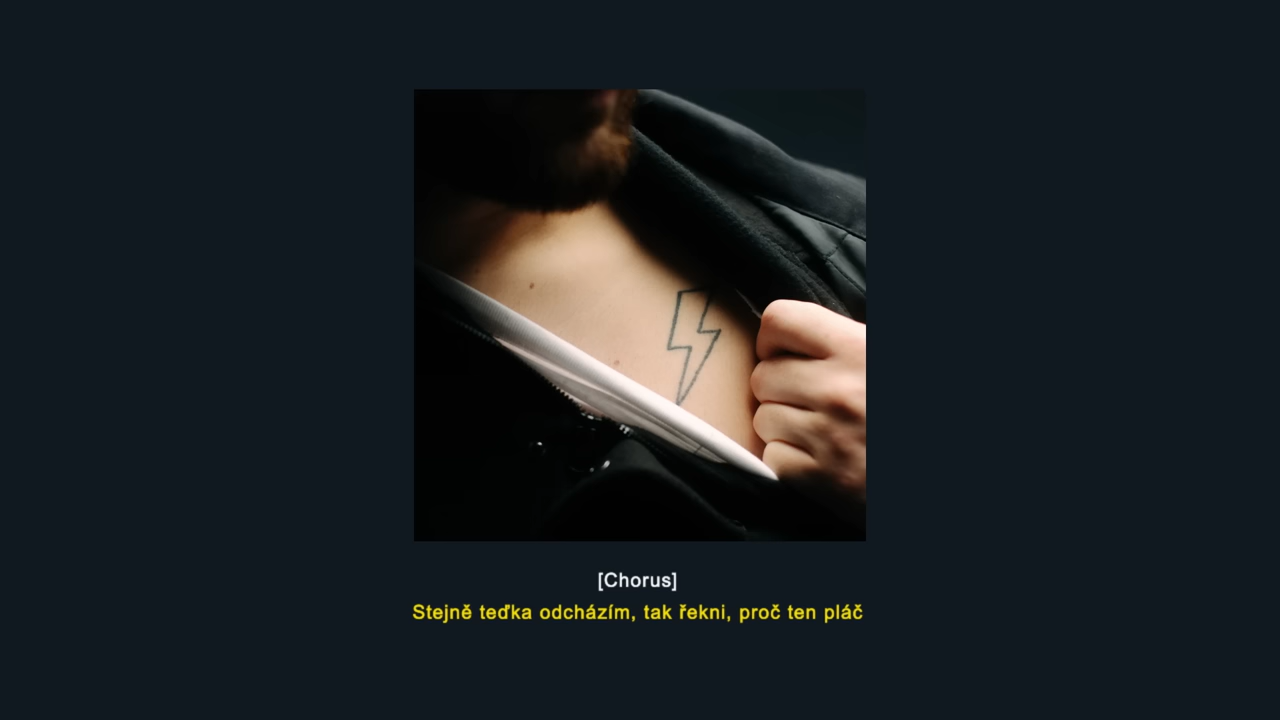 [Chorus]
Stejně teďka odcházím, tak řekni, proč ten pláč